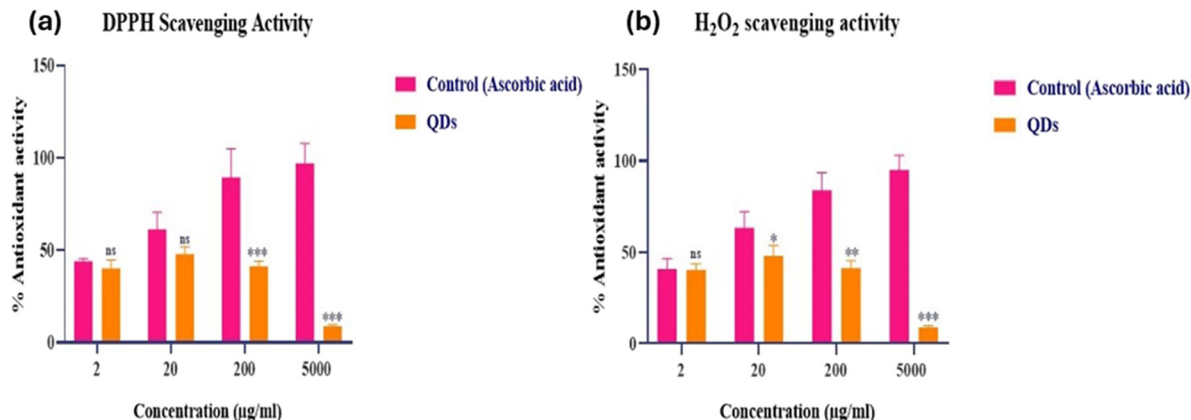 (a) DPPH Scavenging Activity
150
100
50
0
% Antioxidant activity
Control (Ascorbic acid)
QDs
ns
ns
***
***
2 20 200 5000
Concentration (µg/ml)
(b) H₂O₂ scavenging activity
150
100
50
0
% Antioxidant activity
Control (Ascorbic acid)
QDs
ns
*
**
***
2 20 200 5000
Concentration (µg/ml)